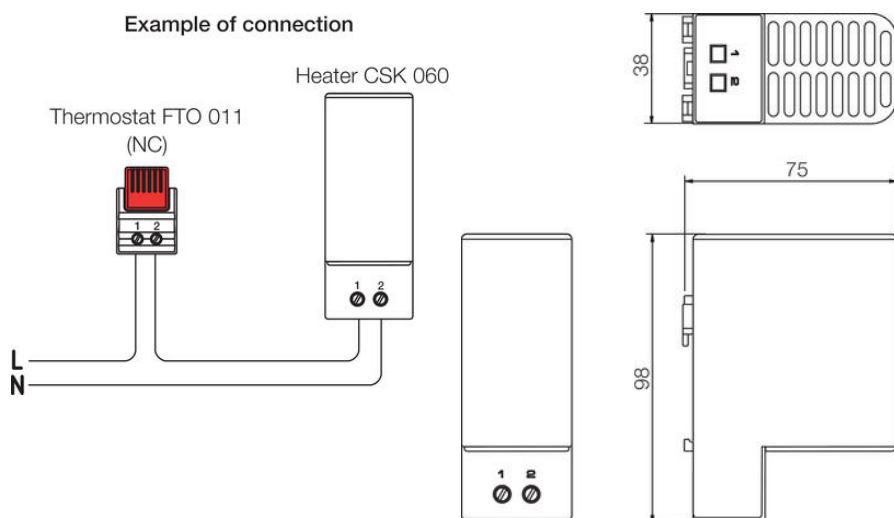 Example of connection
Heater CSK 060
Thermostat FTO 011
(NC)
1 2
1 2
L
N
38
1
2
75
98
1 2